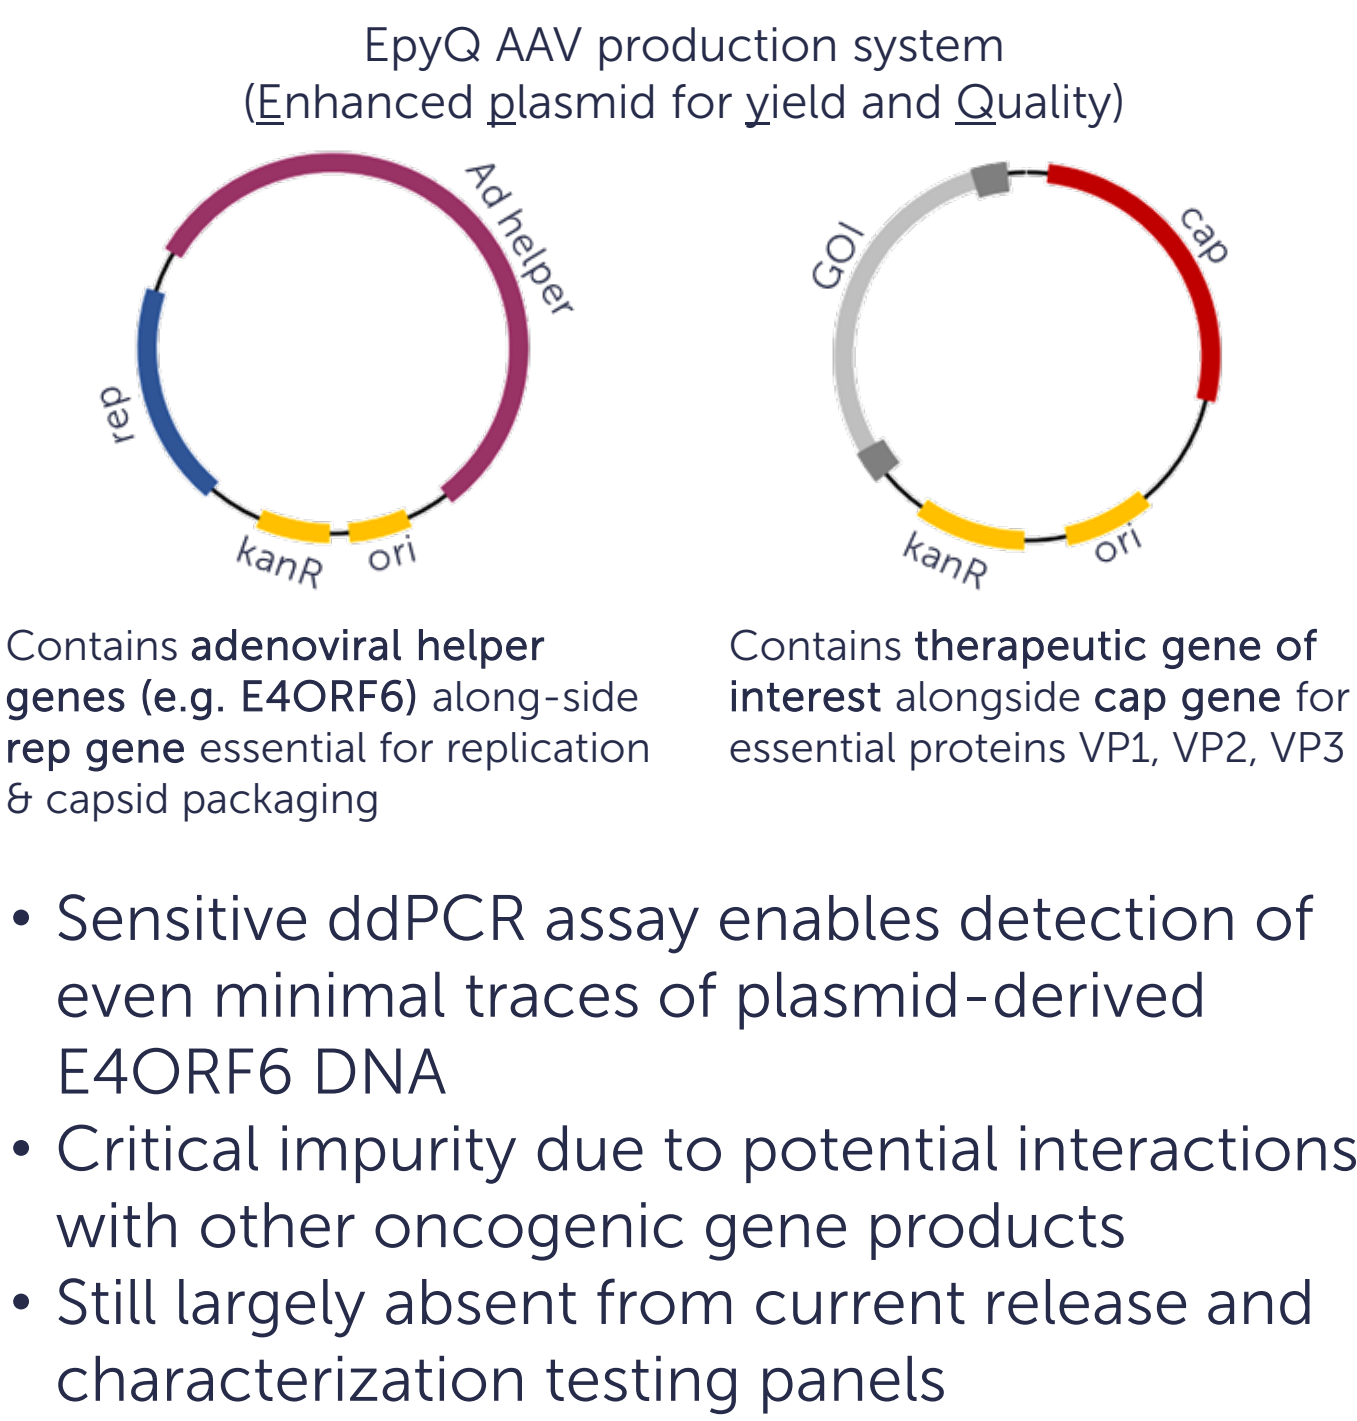 EpyQ AAV production system
(Enhanced plasmid for yield and Quality)
Ad helper
rep
kanR
ori
GOI
cap
kanR
ori
Contains adenoviral helper
genes (e.g. E4ORF6) along-side
rep gene essential for replication
& capsid packaging
Contains therapeutic gene of
interest alongside cap gene for
essential proteins VP1, VP2, VP3
• Sensitive ddPCR assay enables detection of
even minimal traces of plasmid-derived
E4ORF6 DNA
• Critical impurity due to potential interactions
with other oncogenic gene products
• Still largely absent from current release and
characterization testing panels